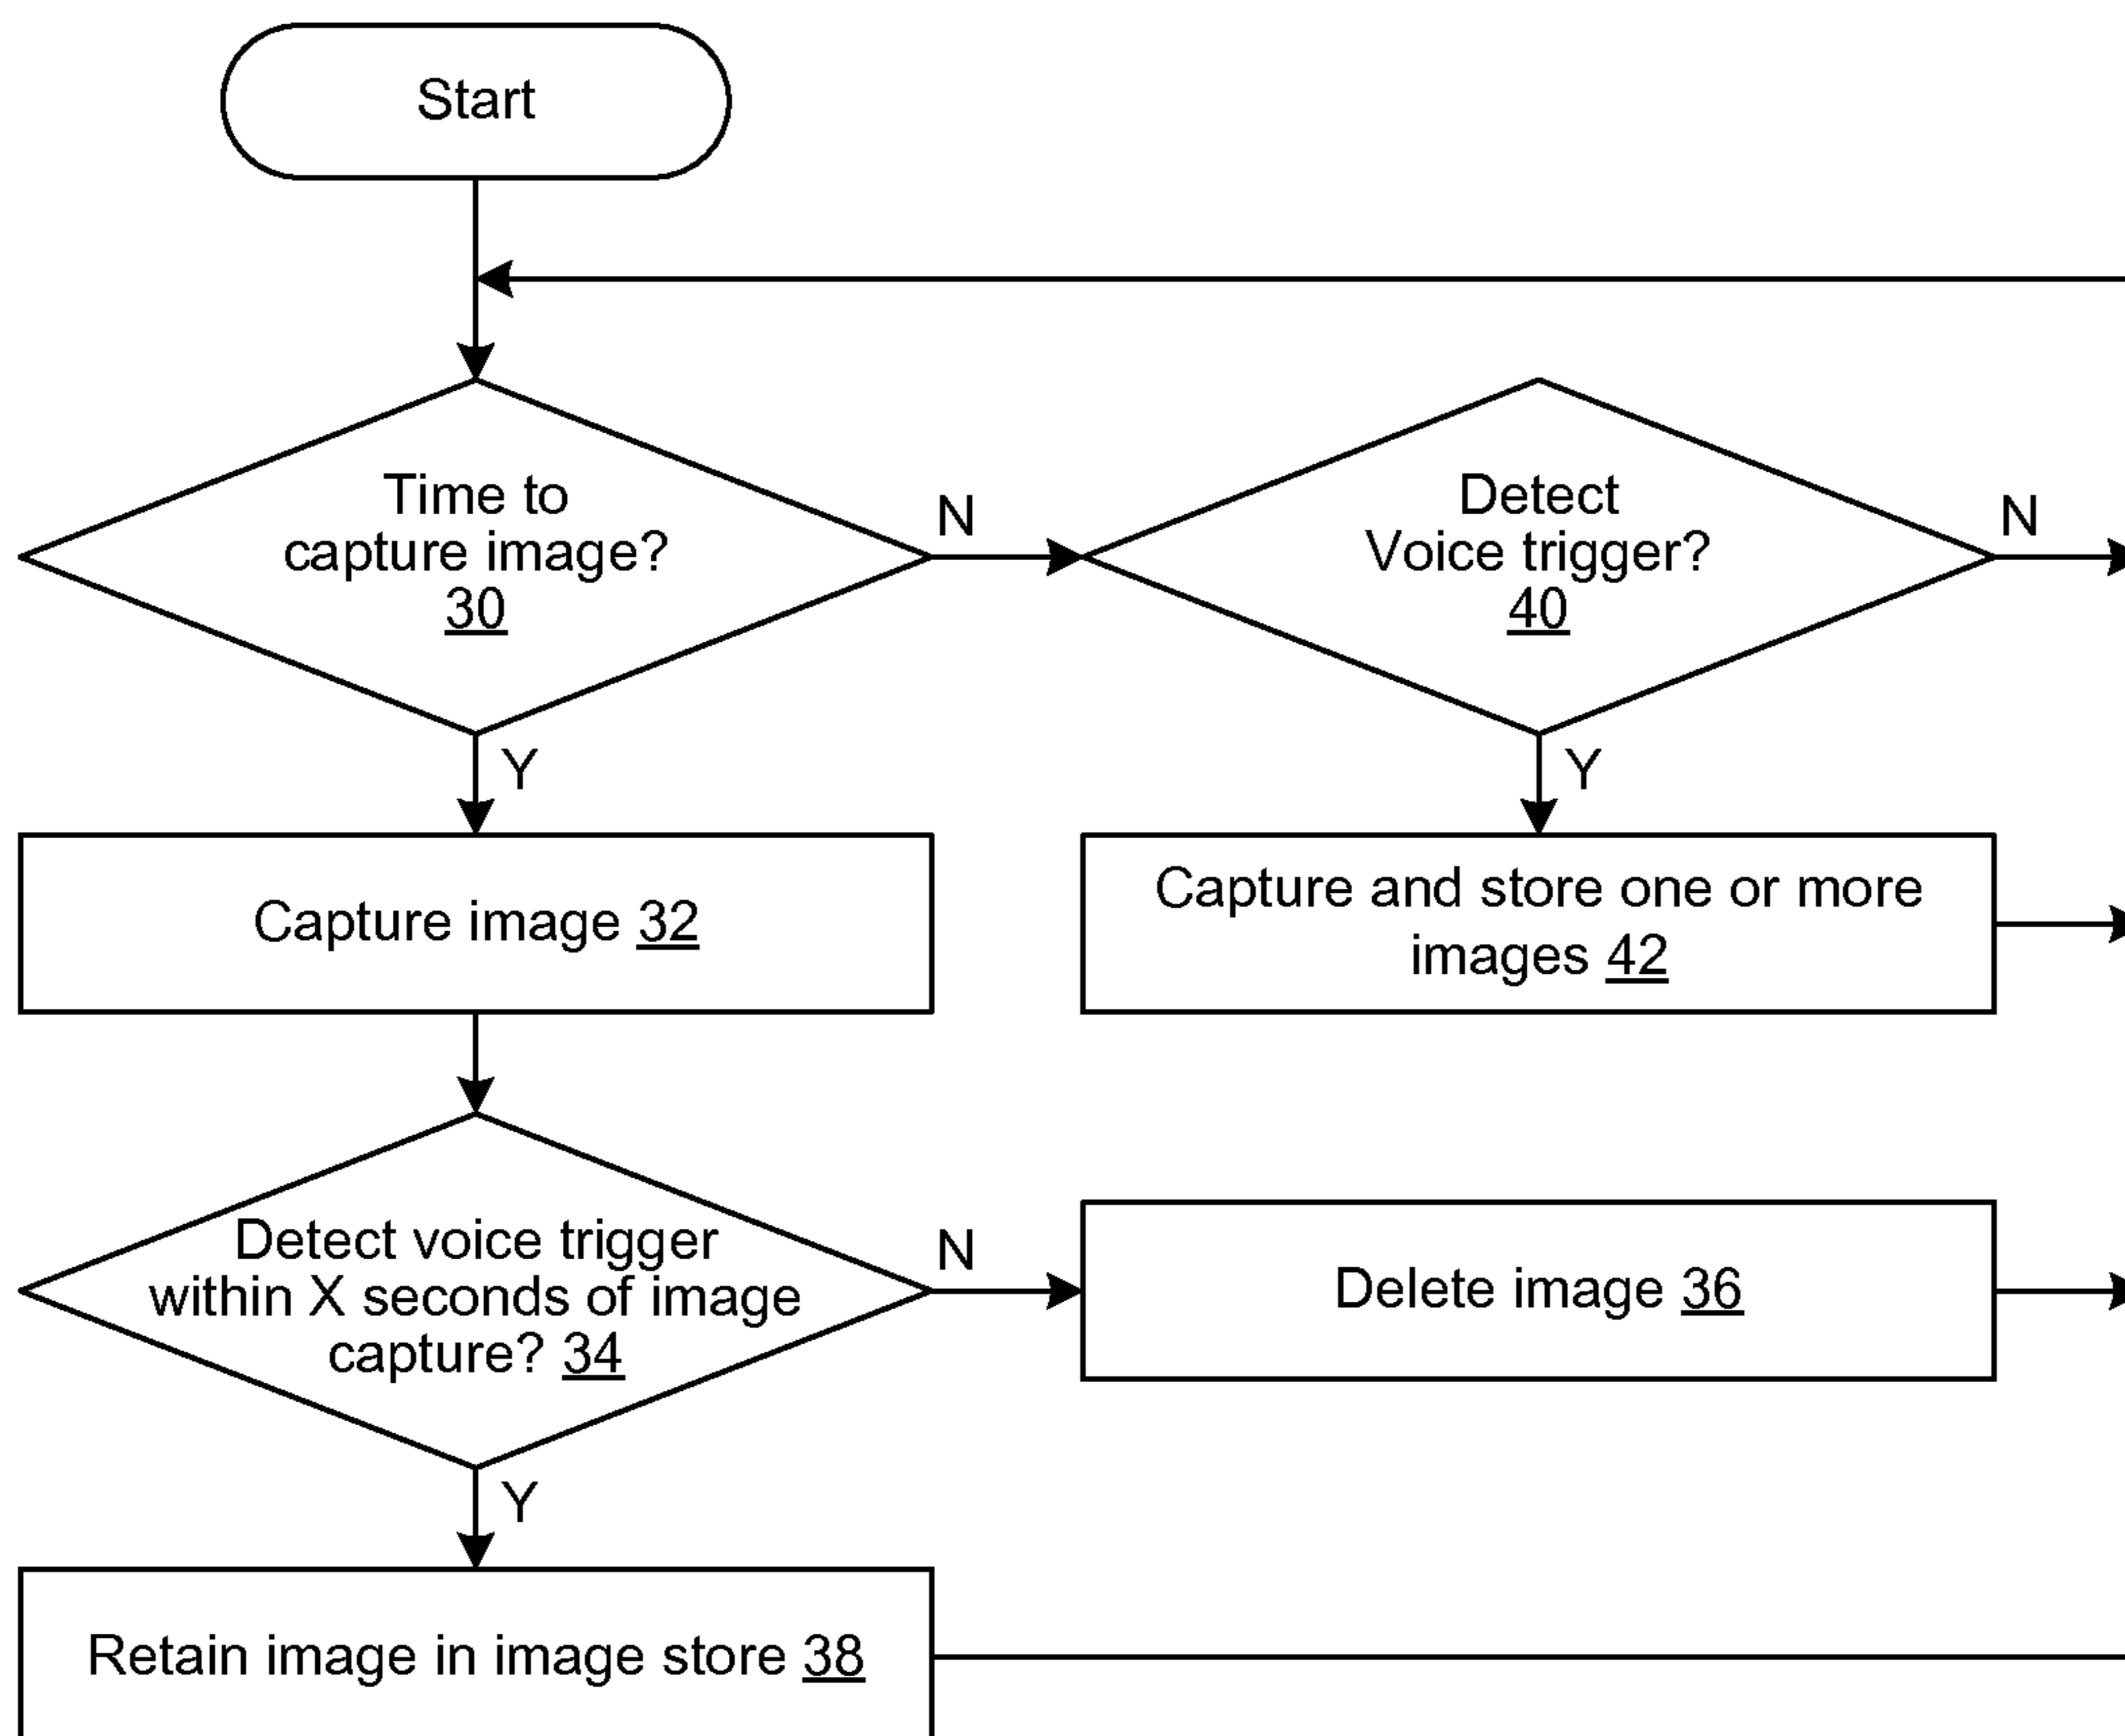 Start
Time to
capture image?
30
N
Detect
Voice trigger?
40
N
Y
Y
Capture image 32
Capture and store one or more
images 42
Detect voice trigger
within X seconds of image
capture? 34
N
Delete image 36
Y
Retain image in image store 38